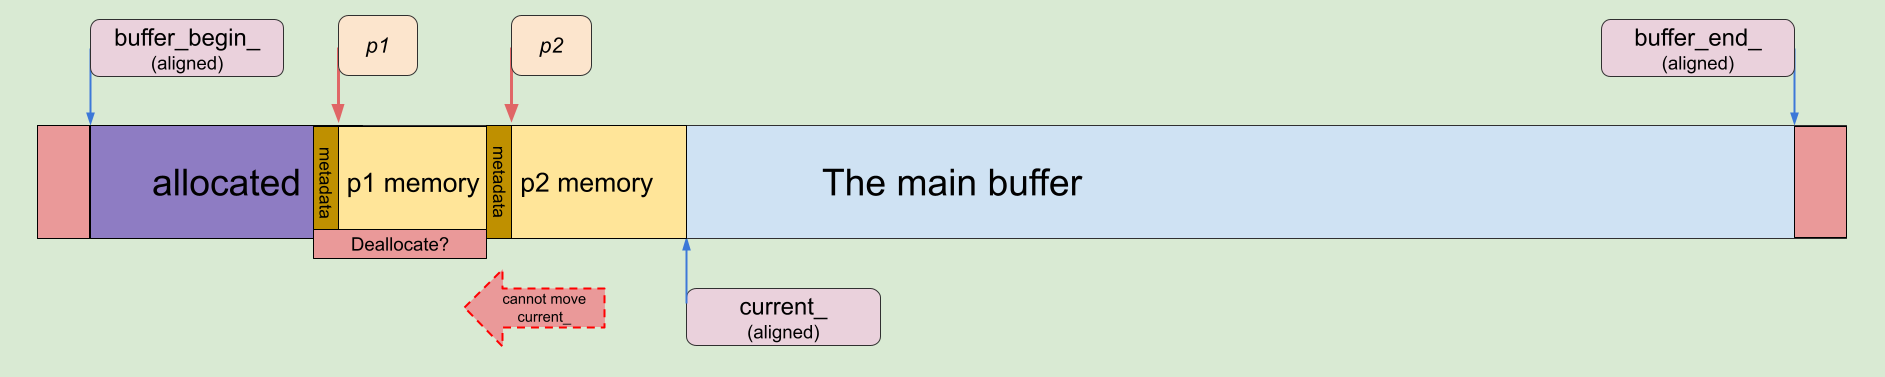 buffer_begin_
(aligned)
p1
p2
buffer_end_
(aligned)
allocated
metadata
p1 memory
metadata
p2 memory
The main buffer
Deallocate?
cannot move
current_
current_
(aligned)